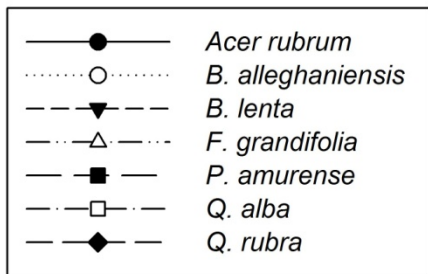 Acer rubrum
B. alleghaniensis
B. lenta
F. grandifolia
P. amurense
Q. alba
Q. rubra